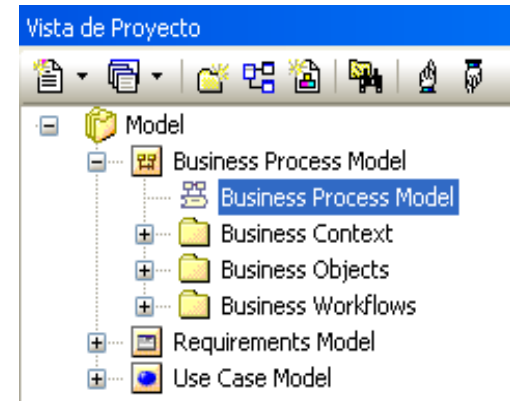 Vista de Proyecto
Model
Business Process Model
Business Process Model
Business Context
Business Objects
Business Workflows
Requirements Model
Use Case Model